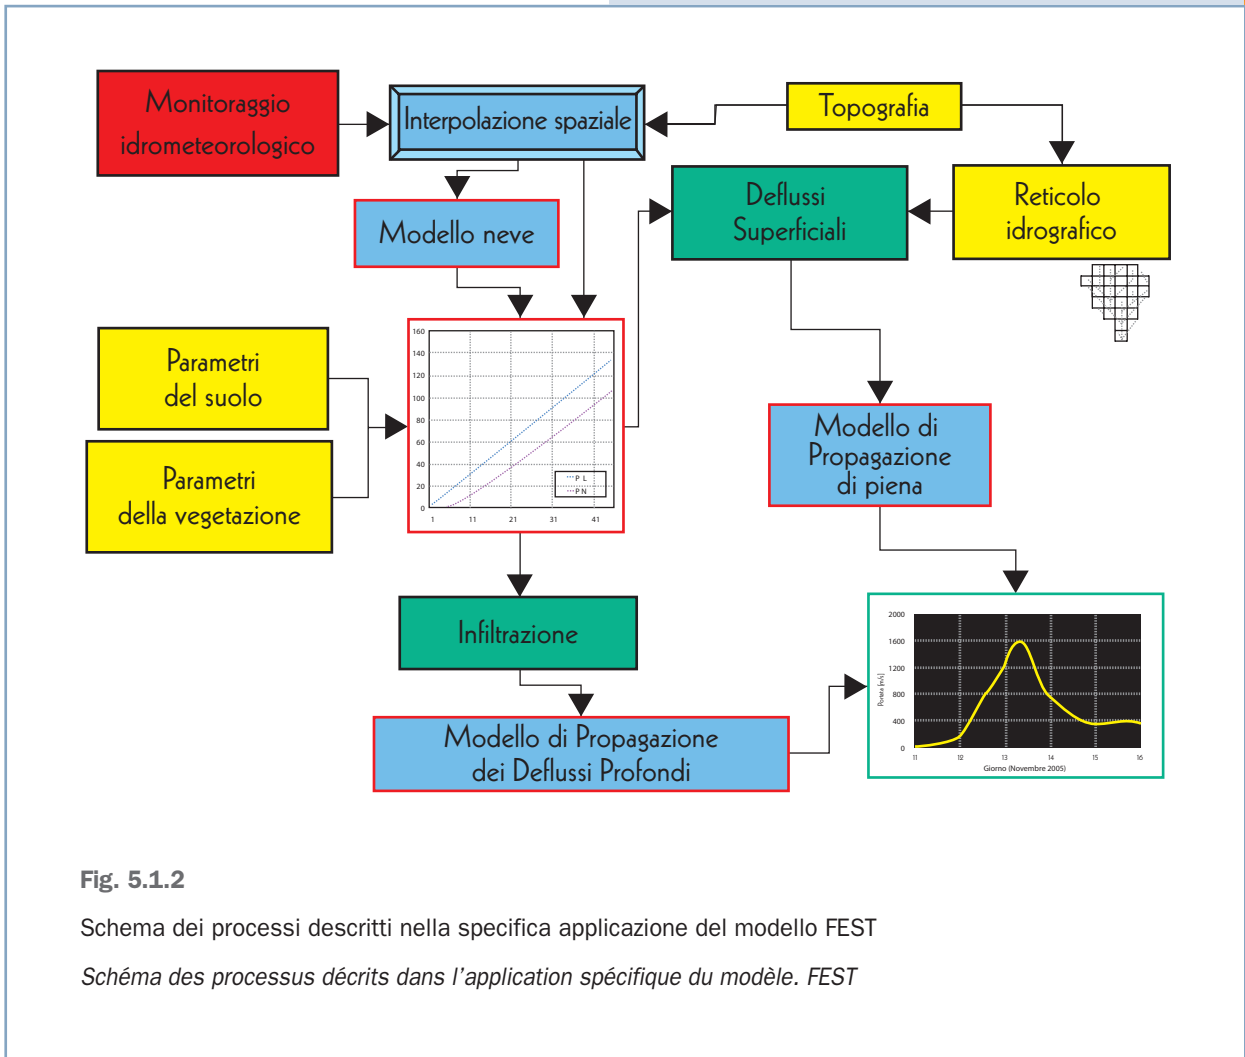 Monitoraggio
idrometeorologico
Interpolazione spaziale
Topografia
Modello neve
Deflussi
Superficiali
Reticolo
idrografico
Parametri
del suolo
Parametri
della vegetazione
160
140
120
100
80
60
40
20
0
1 11 21 31 41
P L
P N
Modello di
Propagazione
di piena
Infiltrazione
Modello di Propagazione
dei Deflussi Profondi
2000
1600
1200
800
400
0
11 12 13 14 15 16
Giorno (Novembre 2005)
Fig. 5.1.2
Schema dei processi descritti nella specifica applicazione del modello FEST
Schéma des processus décrits dans l'application spécifique du modèle. FEST